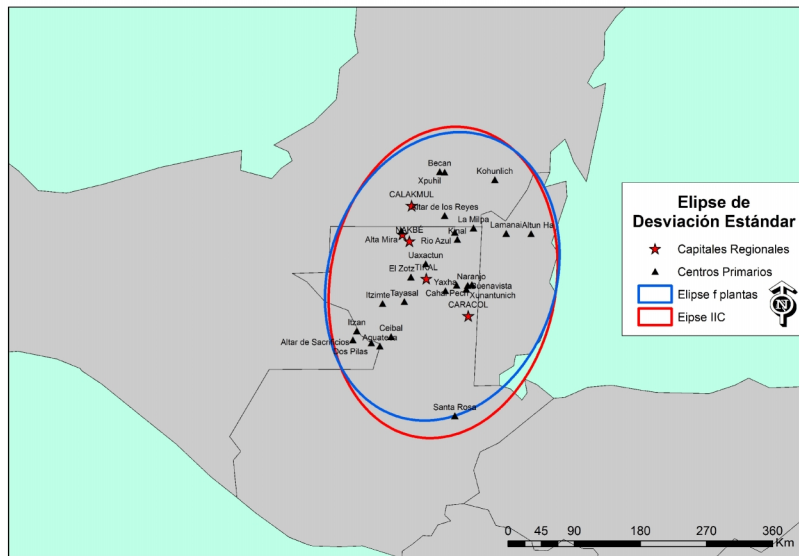 Becan
Xpuhil
Kohunlich
CALAKMUL
Altar de los Reyes
La Milpa
NAKBÉ
Kinal
Lamanai
Altun Ha
Alta Mira
Rio Azul
Uaxactun
El Zotz
TIKAL
Yaxha
Naranjo
Buenavista
Cahal Pech
Xunantunich
Itzimte
Tayasal
CARACOL
Itzan
Ceibal
Altar de Sacrificios
Aguateca
Dos Pilas
Santa Rosa
Elipse de
Desviación Estándar
Capitales Regionales
Centros Primarios
Elipse f plantas
Eipse IIC
N
0 45 90 180 270 360
Km